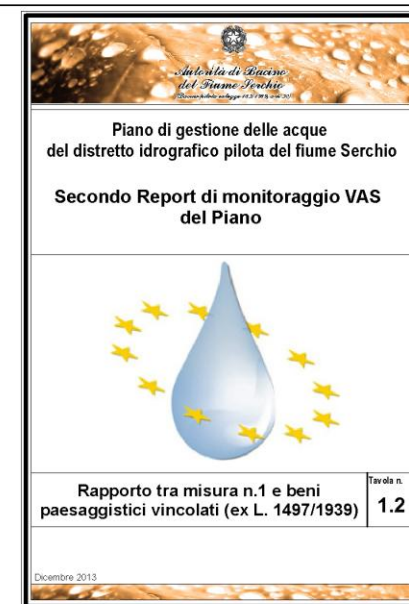 Autorità di Bacino
del Fiume Serchio
Piano di gestione delle acque
del distretto idrografico pilota del fiume Serchio
Secondo Report di monitoraggio VAS
del Piano
Rapporto tra misura n.1 e beni
paesaggistici vincolati (ex L. 1497/1939)
Tavola n.
1.2
Dicembre 2013